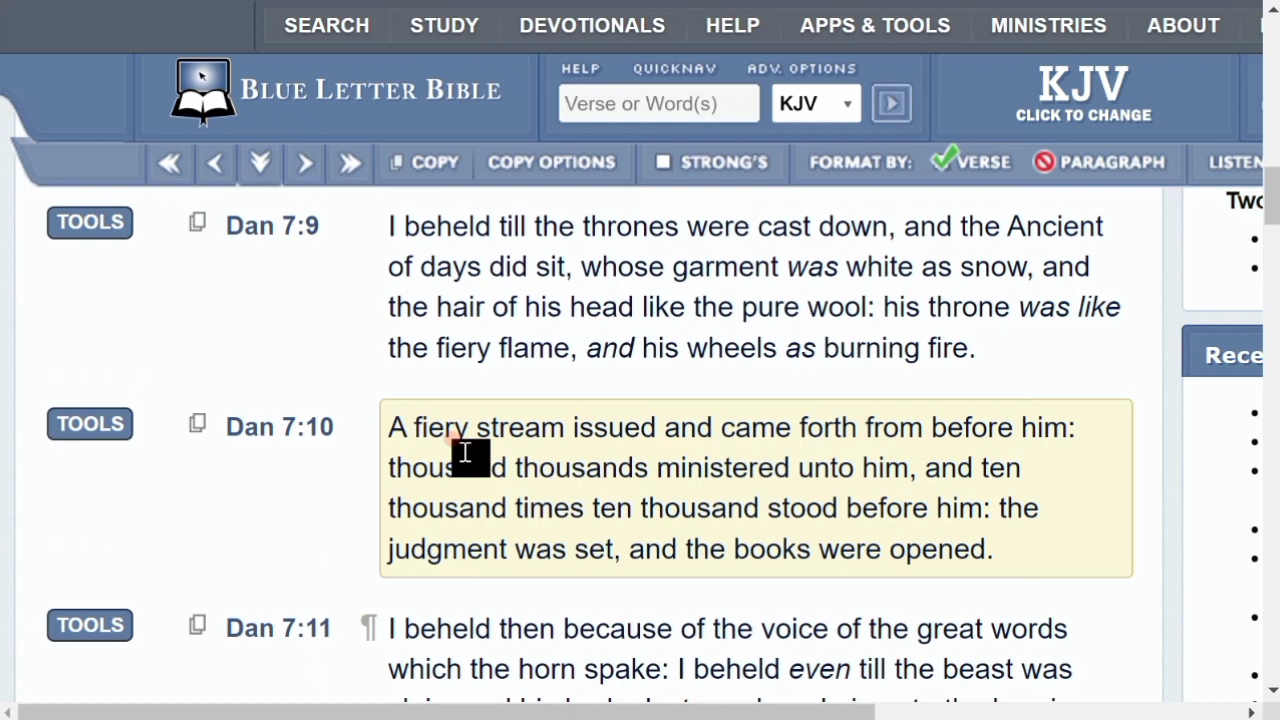 SEARCH STUDY DEVOTIONALS HELP APPS & TOOLS MINISTRIES ABOUT
HELP QUICKNAV ADV. OPTIONS
BLUE LETTER BIBLE
Verse or Word(s) KJV
KJV
CLICK TO CHANGE
COPY COPY OPTIONS STRONG'S FORMAT BY: VERSE PARAGRAPH LISTEN
TOOLS Dan 7:9 I beheld till the thrones were cast down, and the Ancient
of days did sit, whose garment was white as snow, and
the hair of his head like the pure wool: his throne was like
the fiery flame, and his wheels as burning fire.
TOOLS Dan 7:10 A fiery stream issued and came forth from before him:
thous d thousands ministered unto him, and ten
thousand times ten thousand stood before him: the
judgment was set, and the books were opened.
TOOLS Dan 7:11 ¶ I beheld then because of the voice of the great words
which the horn spake: I beheld even till the beast was
Two
Rece